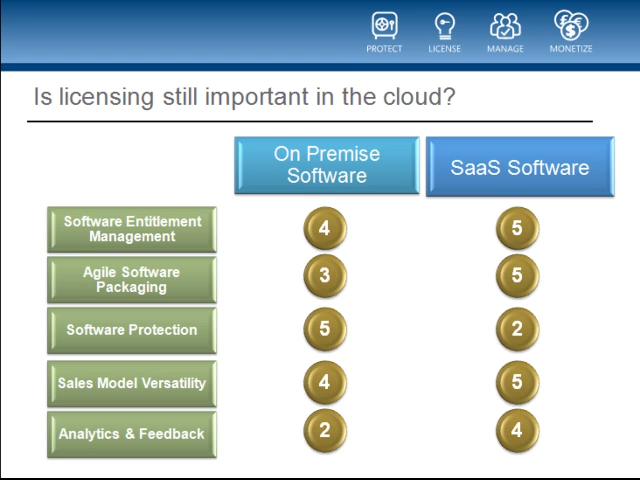 PROTECT LICENSE MANAGE MONETIZE
Is licensing still important in the cloud?
On Premise
Software
SaaS Software
Software Entitlement
Management
4
5
Agile Software
Packaging
3
5
Software Protection
5
2
Sales Model Versatility
4
5
Analytics & Feedback
2
4